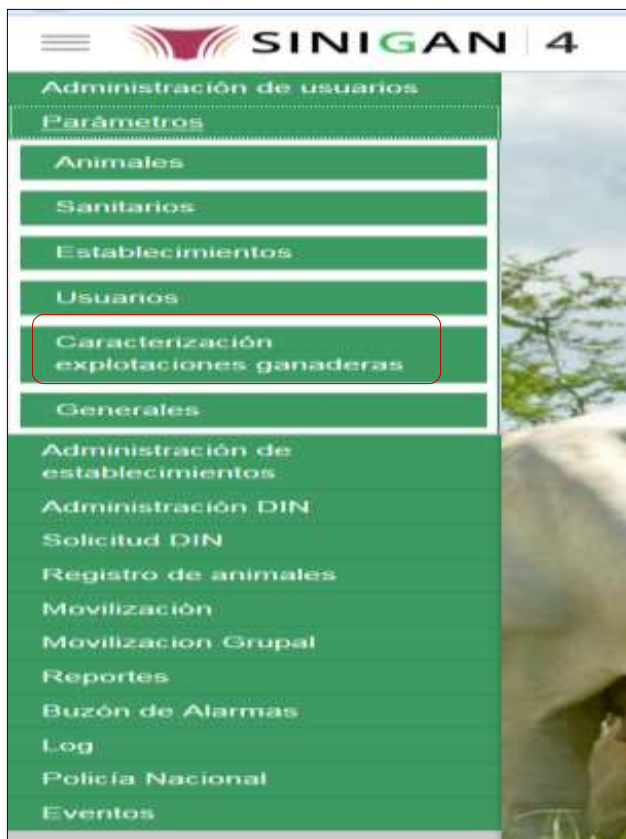 SINIGAN 4
Administración de usuarios
Parámetros
Animales
Sanitarios
Establecimientos
Usuarios
Caracterización
explotaciones ganaderas
Generales
Administración de
establecimientos
Administración DIN
Solicitud DIN
Registro de animales
Movilización
Movilizacion Grupal
Reportes
Buzón de Alarmas
Log
Policía Nacional
Eventos